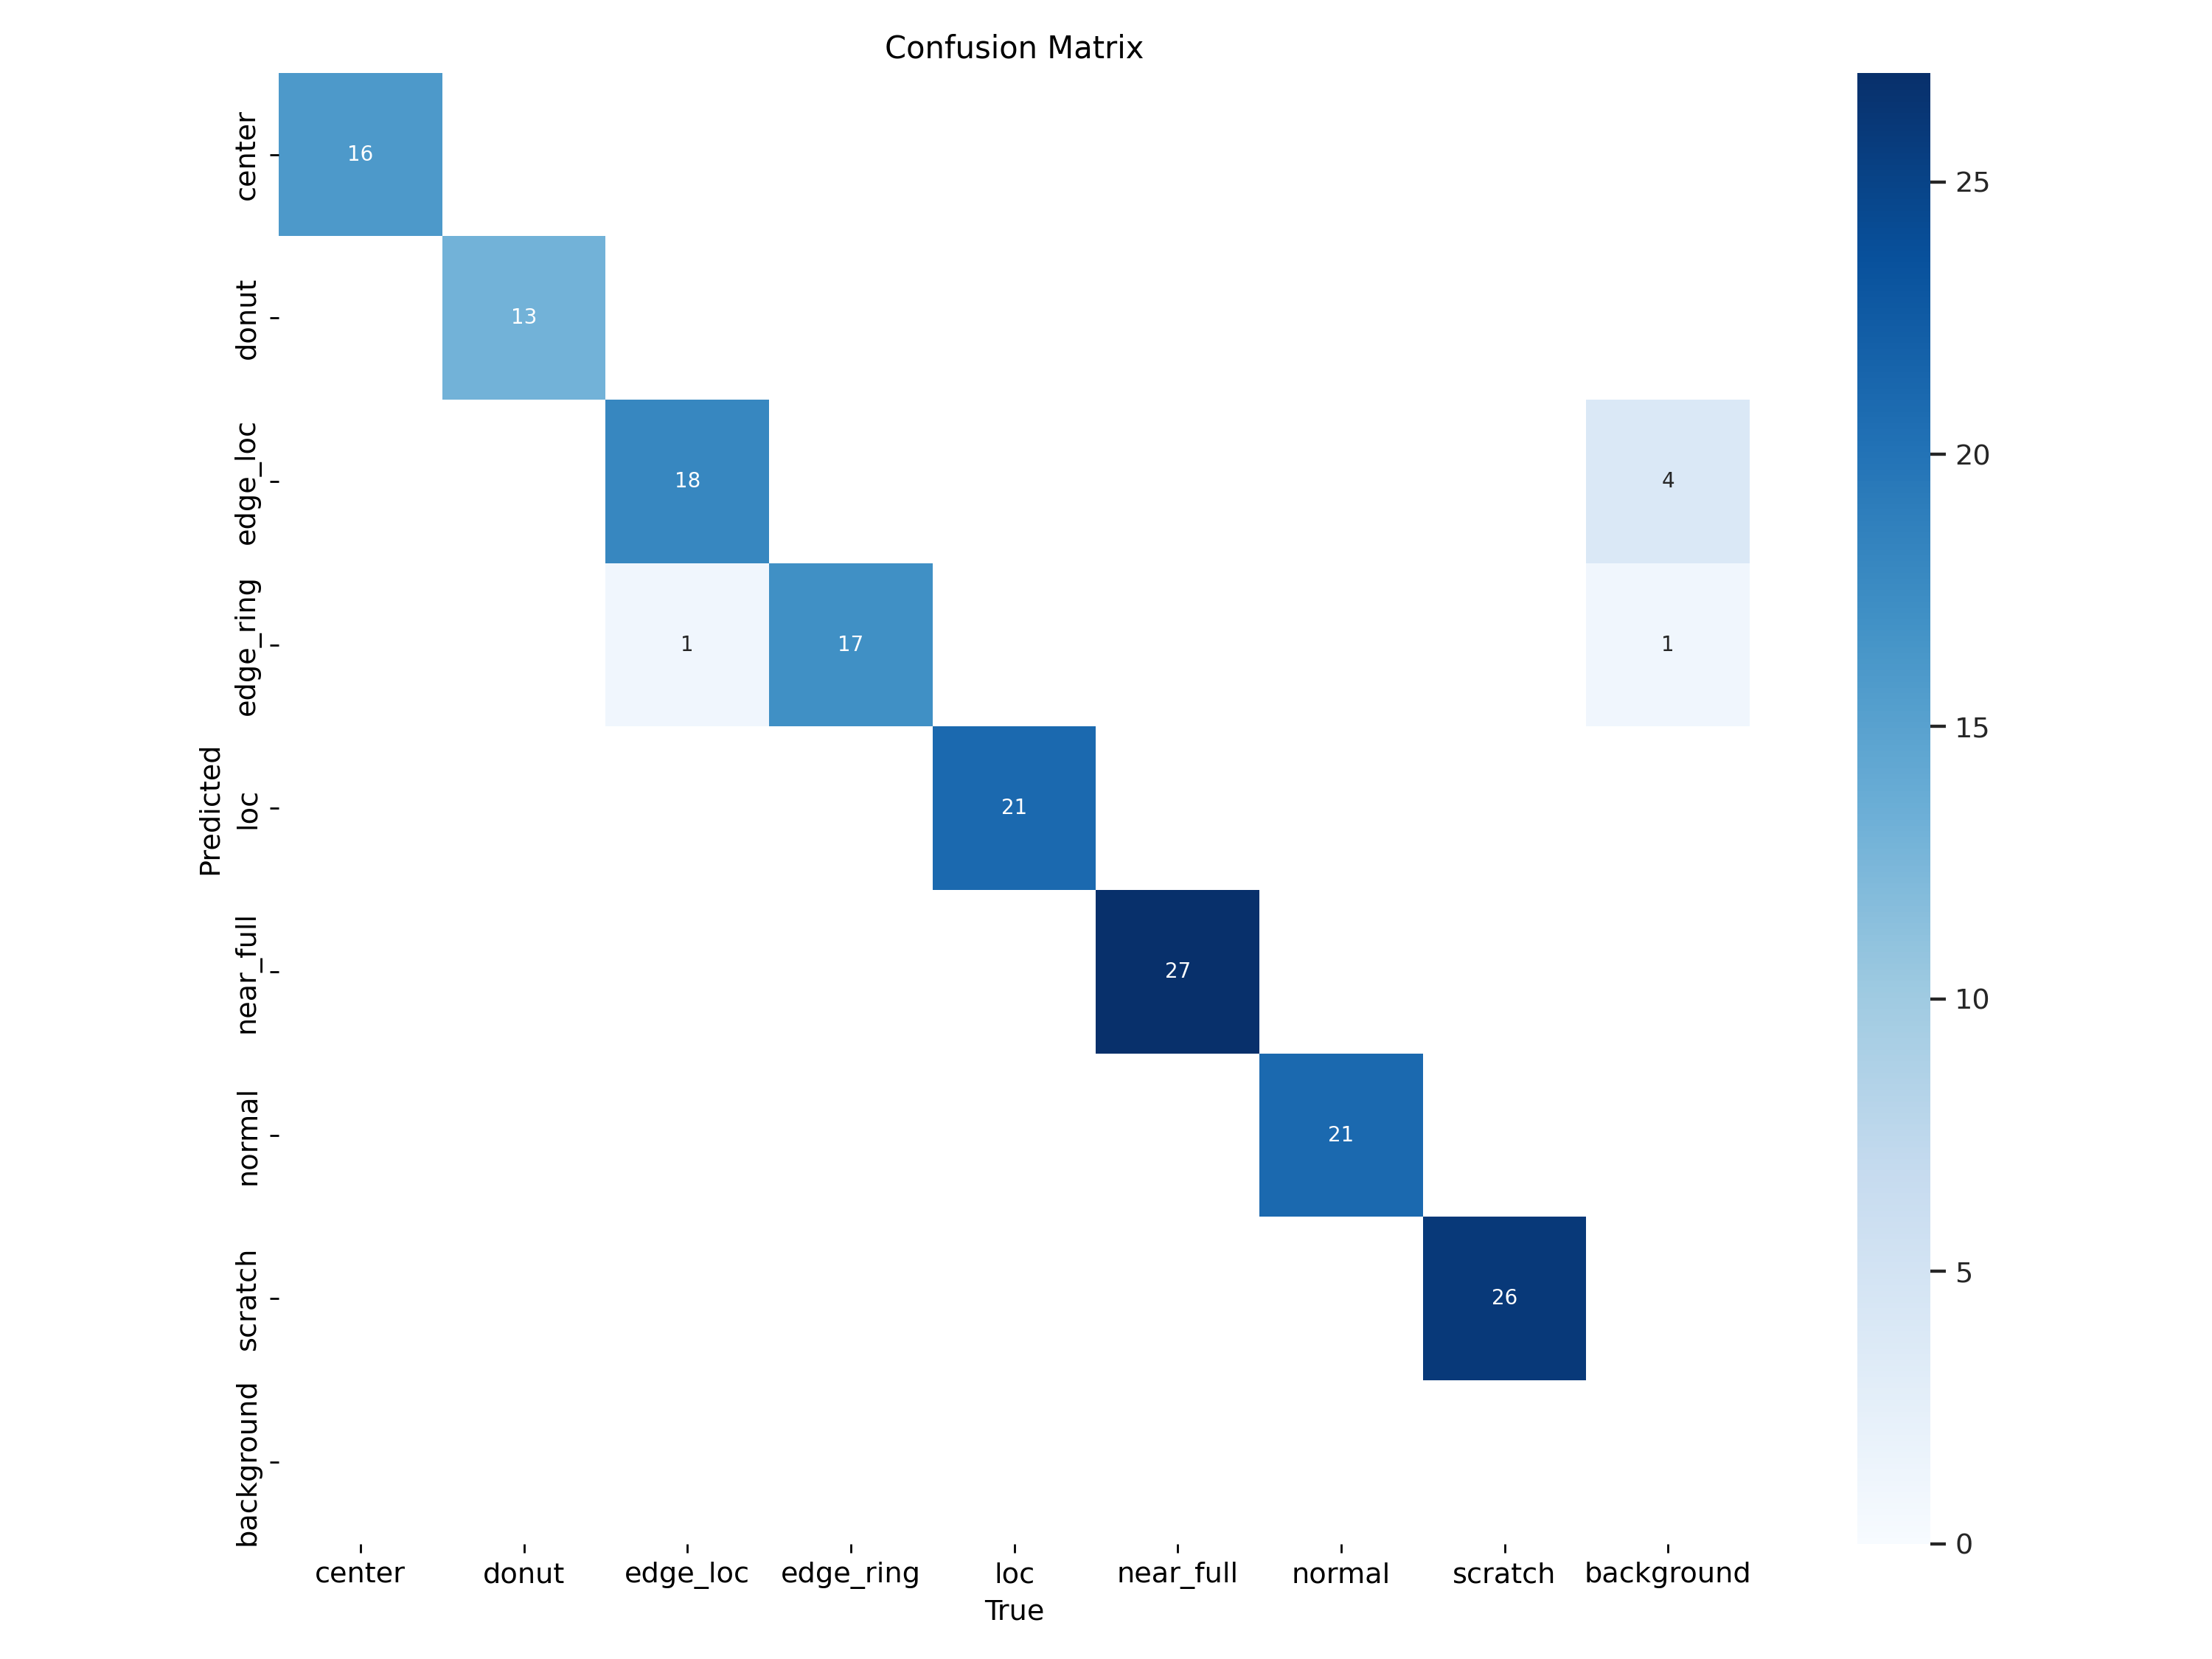 Confusion Matrix
center
16
donut
13
edge_loc
18
4
edge_ring
1
17
1
loc
21
near_full
27
normal
21
scratch
26
background
Predicted
center donut edge_loc edge_ring loc near_full normal scratch background
True
25
20
15
10
5
0